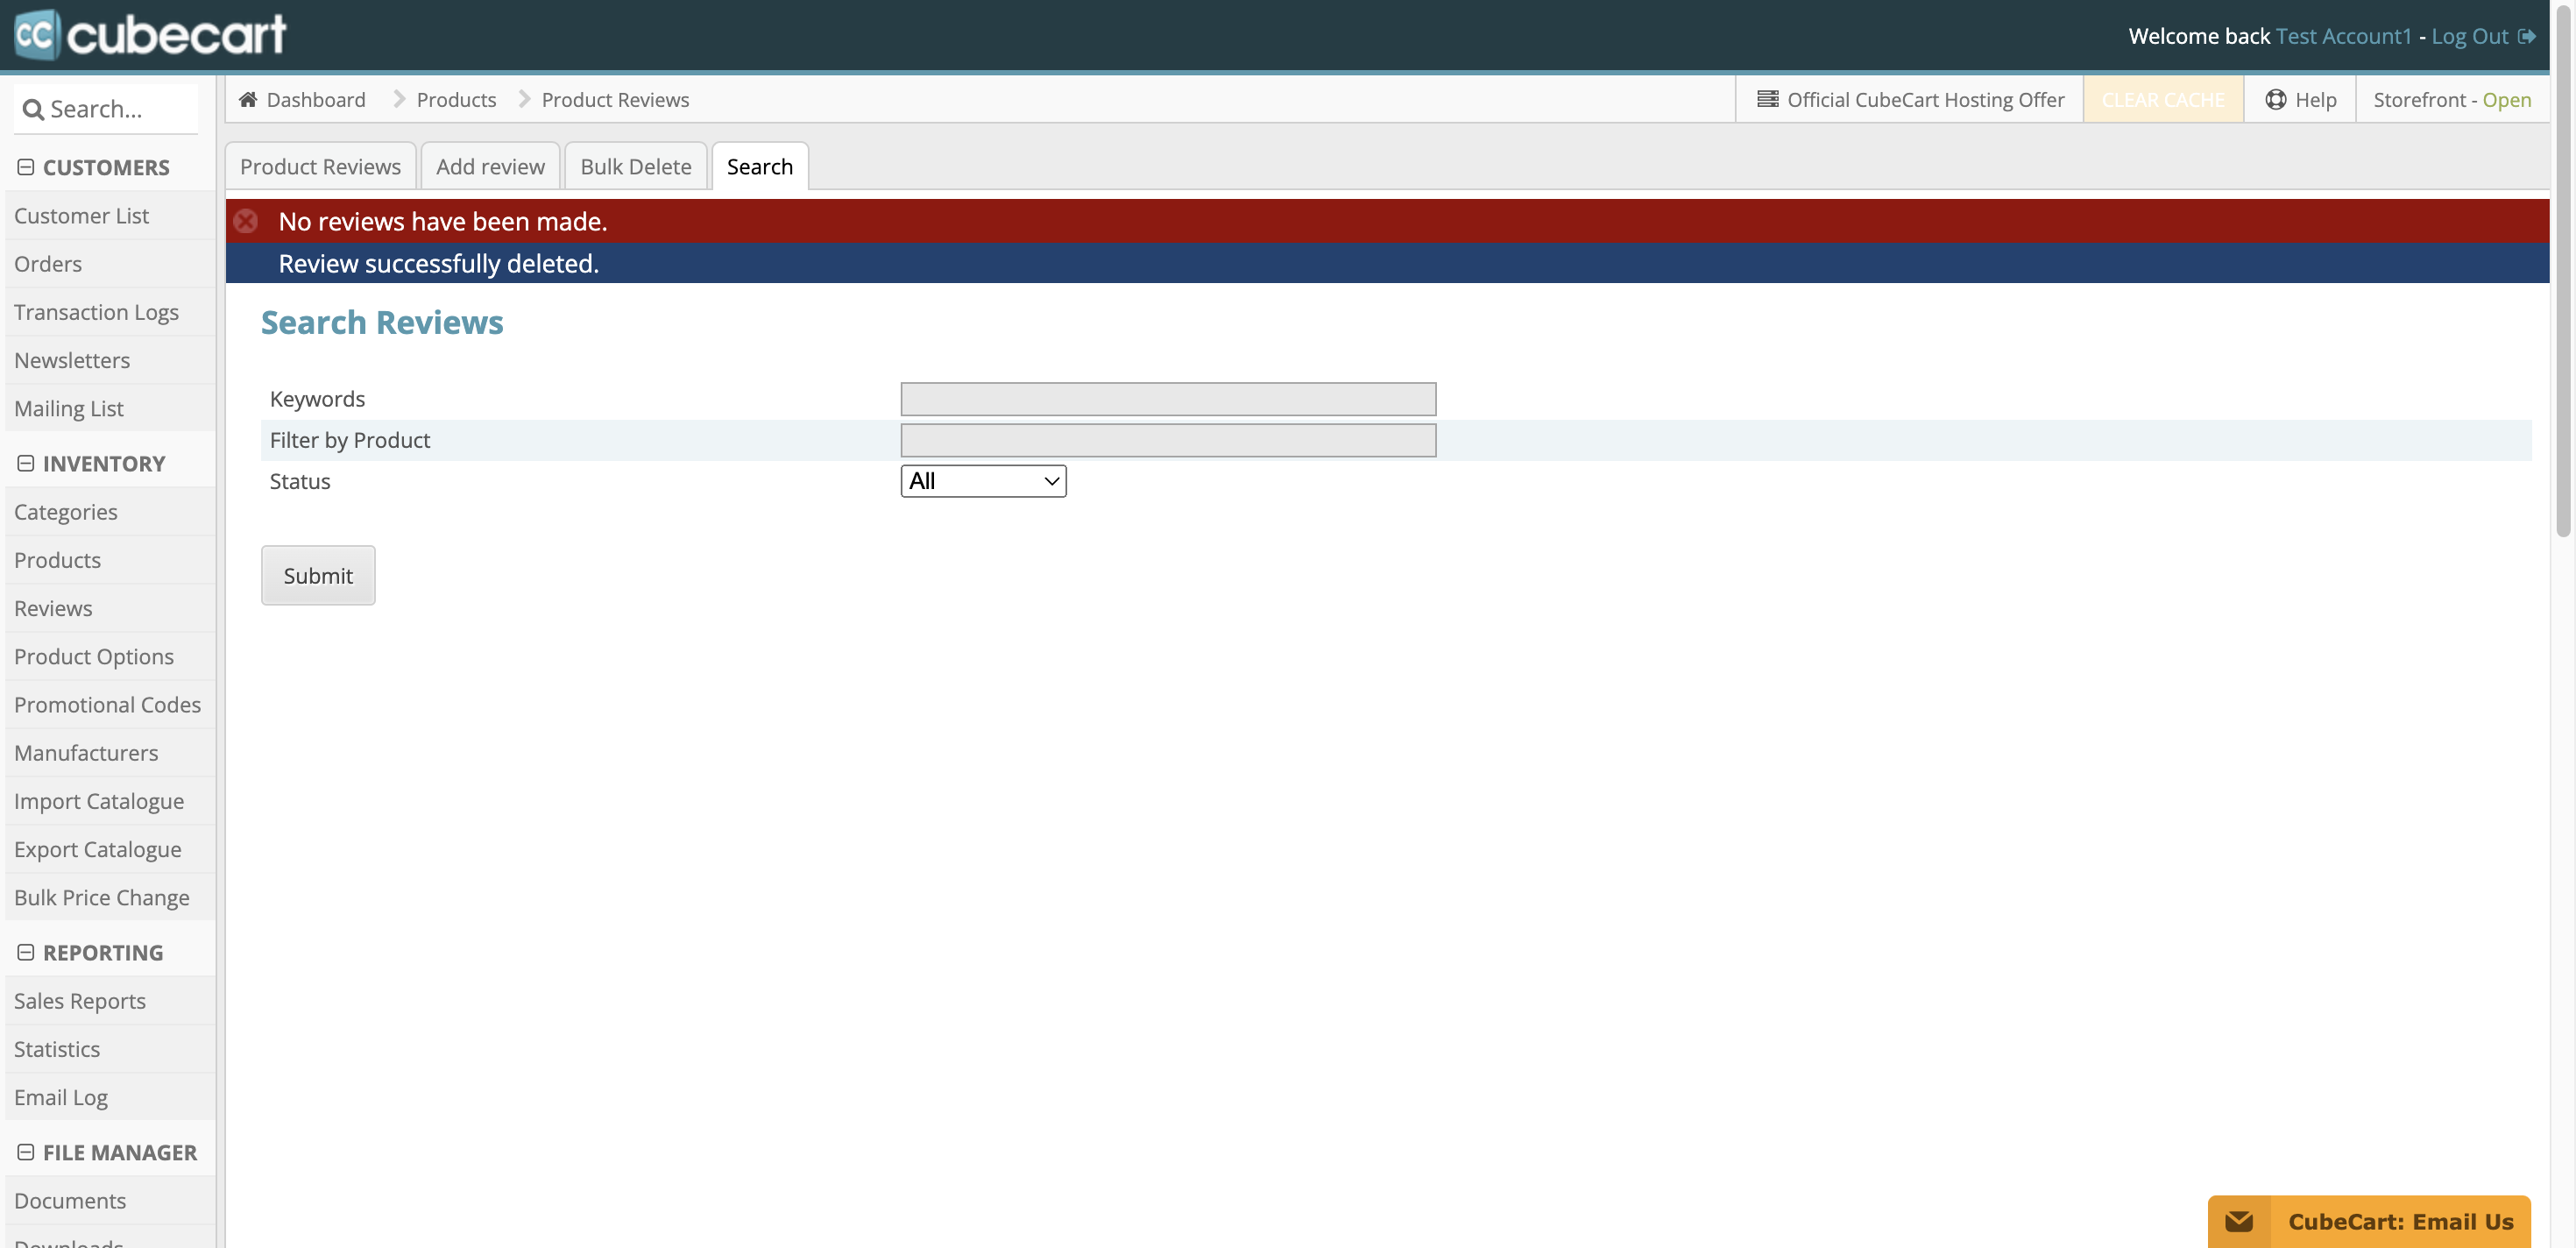 cc cubecart
Welcome back Test Account1 - Log Out
Search...
Dashboard Products Product Reviews
Official CubeCart Hosting Offer CLEAR CACHE Help Storefront - Open
Product Reviews Add review Bulk Delete Search
No reviews have been made.
Review successfully deleted.
Search Reviews
Keywords
Filter by Product
Status All
Submit
CUSTOMERS
Customer List
Orders
Transaction Logs
Newsletters
Mailing List
INVENTORY
Categories
Products
Reviews
Product Options
Promotional Codes
Manufacturers
Import Catalogue
Export Catalogue
Bulk Price Change
REPORTING
Sales Reports
Statistics
Email Log
FILE MANAGER
Documents
Downloads
CubeCart: Email Us